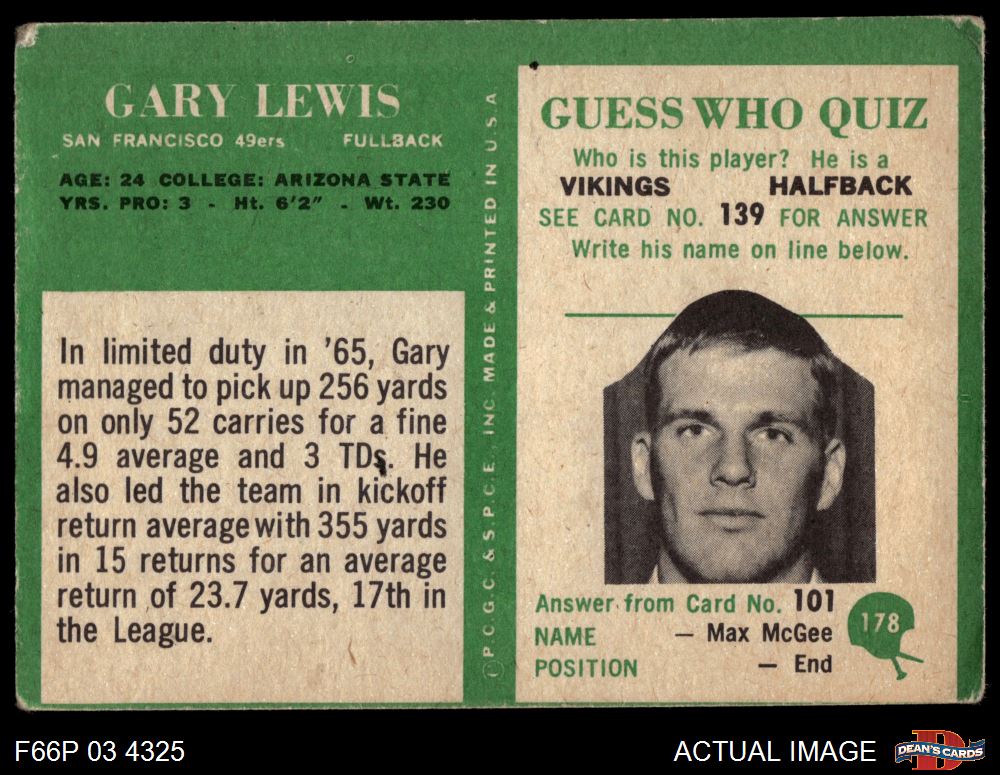 GARY LEWIS
SAN FRANCISCO 49ers FULLBACK
AGE: 24 COLLEGE: ARIZONA STATE
YRS. PRO: 3 - Ht. 6'2" - Wt. 230
In limited duty in '65, Gary
managed to pick up 256 yards
on only 52 carries for a fine
4.9 average and 3 TDs. He
also led the team in kickoff
return average with 355 yards
in 15 returns for an average
return of 23.7 yards, 17th in
the League.
©P.C.G.C. & S.P.C.E., INC. MADE & PRINTED IN U.S.A
GUESS WHO QUIZ
Who is this player? He is a
VIKINGS HALFBACK
SEE CARD NO. 139 FOR ANSWER
Write his name on line below.
Answer from Card No. 101
NAME — Max McGee
POSITION — End
178
F66P 03 4325
ACTUAL IMAGE
D
DEAN'S CARDS